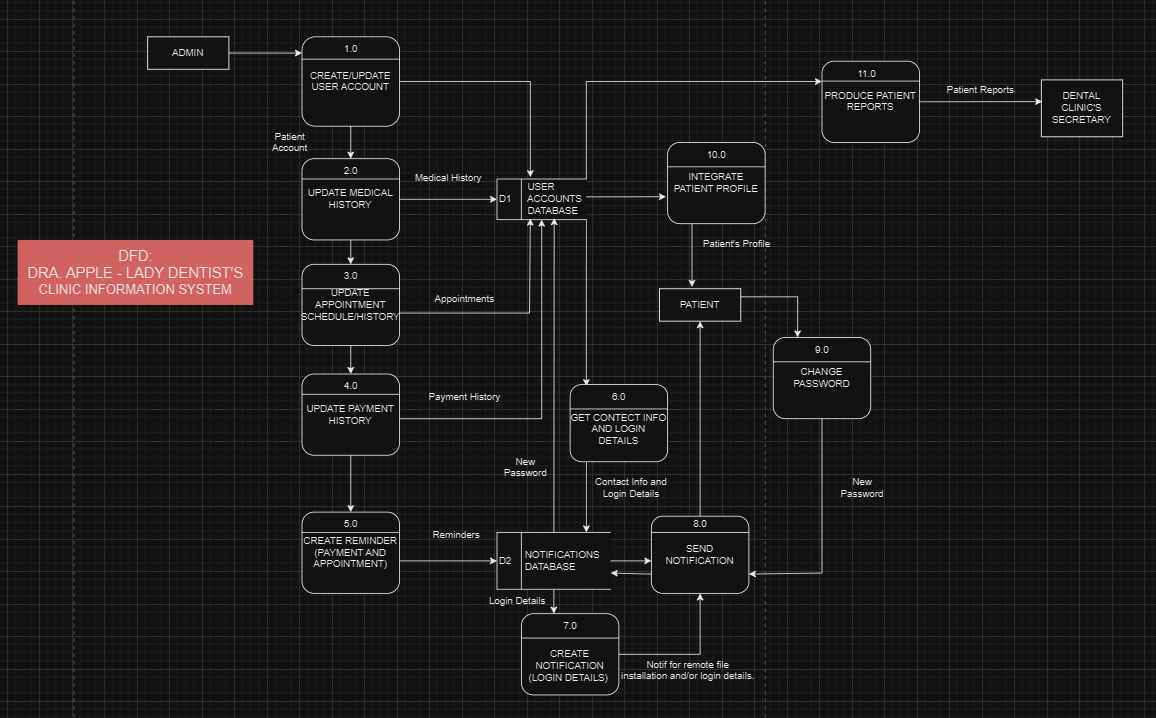 ADMIN
1.0
CREATE/UPDATE
USER ACCOUNT
Patient
Account
2.0
UPDATE MEDICAL
HISTORY
Medical History
D1
USER
ACCOUNTS
DATABASE
11.0
PRODUCE PATIENT
REPORTS
Patient Reports
DENTAL
CLINIC'S
SECRETARY
10.0
INTEGRATE
PATIENT PROFILE
Patient's Profile
PATIENT
DFD:
DRA. APPLE - LADY DENTIST'S
CLINIC INFORMATION SYSTEM
3.0
UPDATE
APPOINTMENT
SCHEDULE/HISTORY
Appointments
9.0
CHANGE
PASSWORD
4.0
UPDATE PAYMENT
HISTORY
Payment History
6.0
GET CONTECT INFO
AND LOGIN
DETAILS
New
Password
Contact Info and
Login Details
New
Password
5.0
CREATE REMINDER
(PAYMENT AND
APPOINTMENT)
Reminders
D2
NOTIFICATIONS
DATABASE
8.0
SEND
NOTIFICATION
Login Details
7.0
CREATE
NOTIFICATION
(LOGIN DETAILS)
Notif for remote file
installation and/or login details.